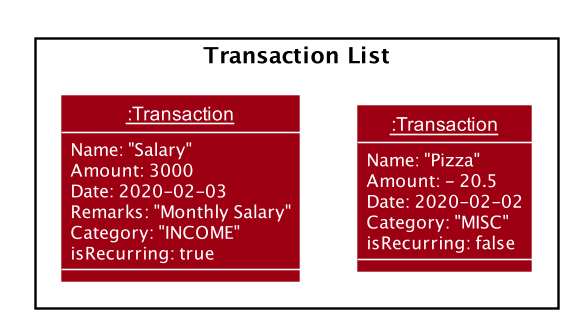 Transaction List
:Transaction
Name: "Salary"
Amount: 3000
Date: 2020-02-03
Remarks: "Monthly Salary"
Category: "INCOME"
isRecurring: true
:Transaction
Name: "Pizza"
Amount: - 20.5
Date: 2020-02-02
Category: "MISC"
isRecurring: false